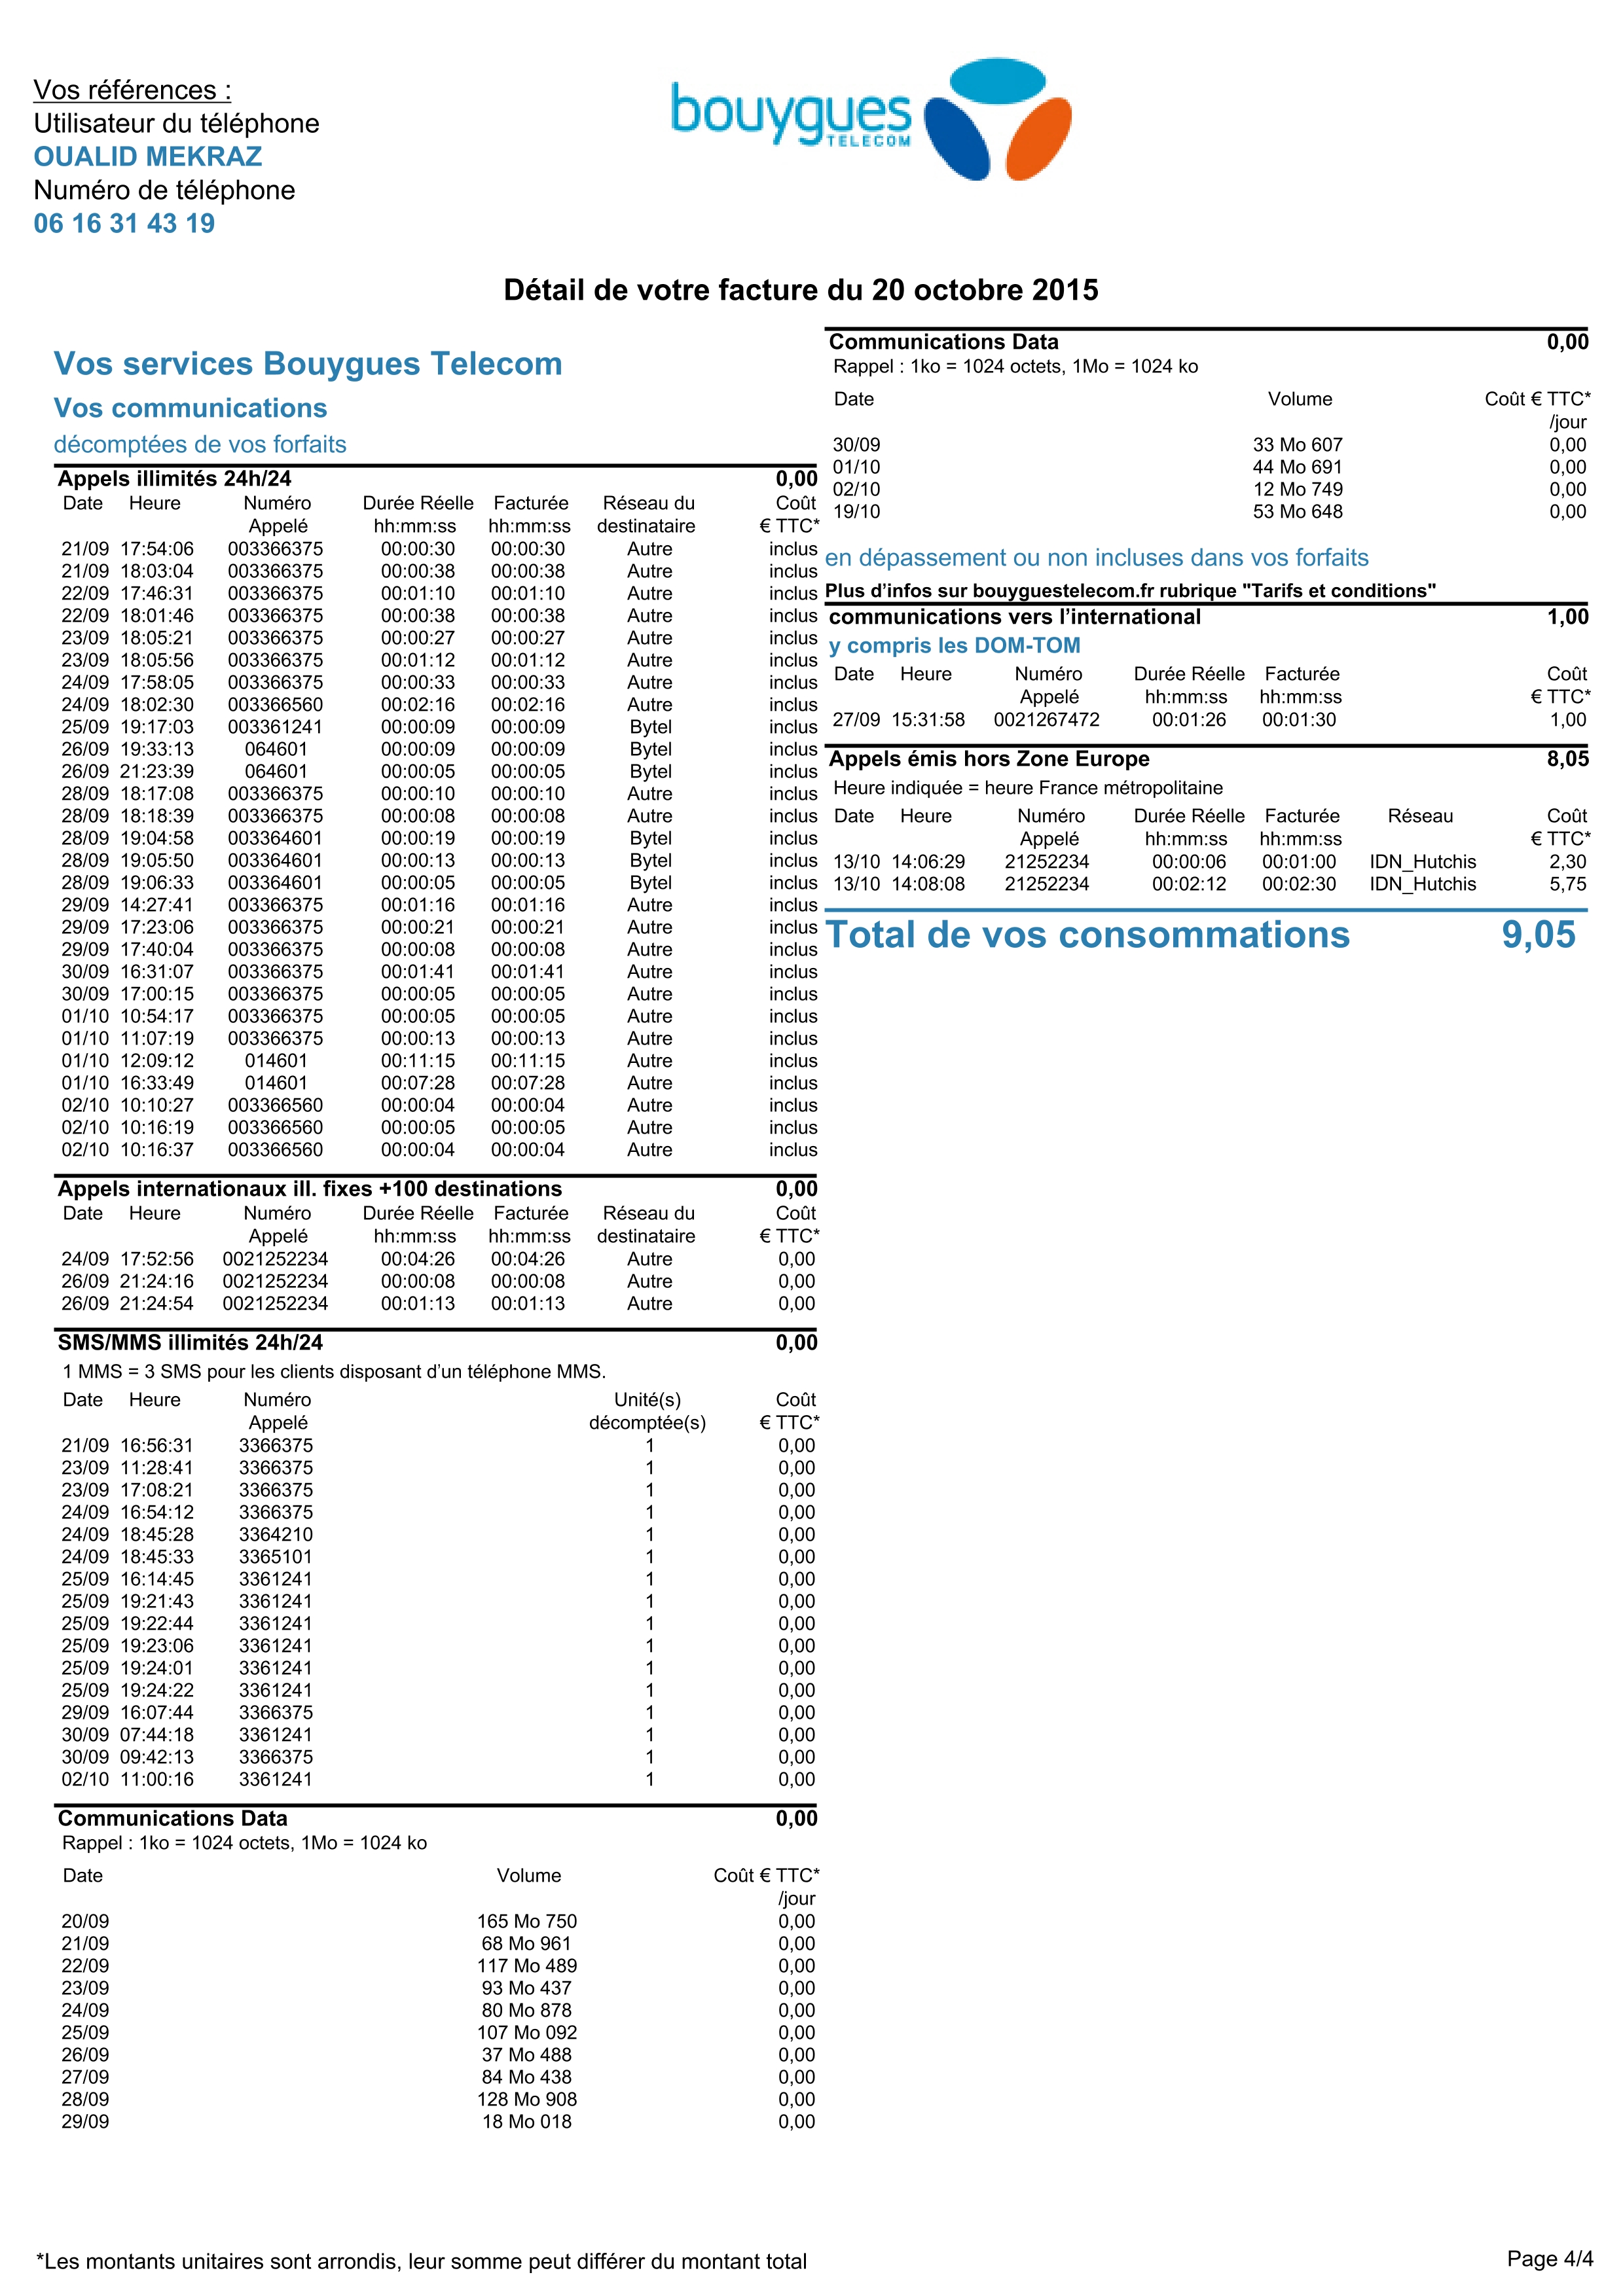 Vos références :
Utilisateur du téléphone
OUALID MEKRAZ
Numéro de téléphone
06 16 31 43 19
bouygues
TELECOM
Détail de votre facture du 20 octobre 2015
Vos services Bouygues Telecom
Vos communications
décomptées de vos forfaits
Appels illimités 24h/24 0,00
Date Heure Numéro Durée Réelle Facturée Réseau du Coût
Appelé hh:mm:ss hh:mm:ss destinataire € TTC*
21/09 17:54:06 003366375 00:00:30 00:00:30 Autre inclus
21/09 18:03:04 003366375 00:00:38 00:00:38 Autre inclus
22/09 17:46:31 003366375 00:01:10 00:01:10 Autre inclus
22/09 18:01:46 003366375 00:00:38 00:00:38 Autre inclus
23/09 18:05:21 003366375 00:00:27 00:00:27 Autre inclus
23/09 18:05:56 003366375 00:01:12 00:01:12 Autre inclus
24/09 17:58:05 003366375 00:00:33 00:00:33 Autre inclus
24/09 18:02:30 003366560 00:02:16 00:02:16 Autre inclus
25/09 19:17:03 003361241 00:00:09 00:00:09 Bytel inclus
26/09 19:33:13 064601 00:00:09 00:00:09 Bytel inclus
26/09 21:23:39 064601 00:00:05 00:00:05 Bytel inclus
28/09 18:17:08 003366375 00:00:10 00:00:10 Autre inclus
28/09 18:18:39 003366375 00:00:08 00:00:08 Autre inclus
28/09 19:04:58 003364601 00:00:19 00:00:19 Bytel inclus
28/09 19:05:50 003364601 00:00:13 00:00:13 Bytel inclus
28/09 19:06:33 003364601 00:00:05 00:00:05 Bytel inclus
29/09 14:27:41 003366375 00:01:16 00:01:16 Autre inclus
29/09 17:23:06 003366375 00:00:21 00:00:21 Autre inclus
29/09 17:40:04 003366375 00:00:08 00:00:08 Autre inclus
30/09 16:31:07 003366375 00:01:41 00:01:41 Autre inclus
30/09 17:00:15 003366375 00:00:05 00:00:05 Autre inclus
01/10 10:54:17 003366375 00:00:05 00:00:05 Autre inclus
01/10 11:07:19 003366375 00:00:13 00:00:13 Autre inclus
01/10 12:09:12 014601 00:11:15 00:11:15 Autre inclus
01/10 16:33:49 014601 00:07:28 00:07:28 Autre inclus
02/10 10:10:27 003366560 00:00:04 00:00:04 Autre inclus
02/10 10:16:19 003366560 00:00:05 00:00:05 Autre inclus
02/10 10:16:37 003366560 00:00:04 00:00:04 Autre inclus
Appels internationaux ill. fixes +100 destinations 0,00
Date Heure Numéro Durée Réelle Facturée Réseau du Coût
Appelé hh:mm:ss hh:mm:ss destinataire € TTC*
24/09 17:52:56 0021252234 00:04:26 00:04:26 Autre 0,00
26/09 21:24:16 0021252234 00:00:08 00:00:08 Autre 0,00
26/09 21:24:54 0021252234 00:01:13 00:01:13 Autre 0,00
SMS/MMS illimités 24h/24 0,00
1 MMS = 3 SMS pour les clients disposant d'un téléphone MMS.
Date Heure Numéro Unité(s) Coût
Appelé décomptée(s) € TTC*
21/09 16:56:31 3366375 1 0,00
23/09 11:28:41 3366375 1 0,00
23/09 17:08:21 3366375 1 0,00
24/09 16:54:12 3366375 1 0,00
24/09 18:45:28 3364210 1 0,00
24/09 18:45:33 3365101 1 0,00
25/09 16:14:45 3361241 1 0,00
25/09 19:21:43 3361241 1 0,00
25/09 19:22:44 3361241 1 0,00
25/09 19:23:06 3361241 1 0,00
25/09 19:24:01 3361241 1 0,00
25/09 19:24:22 3361241 1 0,00
29/09 16:07:44 3366375 1 0,00
30/09 07:44:18 3361241 1 0,00
30/09 09:42:13 3366375 1 0,00
02/10 11:00:16 3361241 1 0,00
Communications Data 0,00
Rappel : 1ko = 1024 octets, 1Mo = 1024 ko
Date Volume Coût € TTC*
/jour
20/09 165 Mo 750 0,00
21/09 68 Mo 961 0,00
22/09 117 Mo 489 0,00
23/09 93 Mo 437 0,00
24/09 80 Mo 878 0,00
25/09 107 Mo 092 0,00
26/09 37 Mo 488 0,00
27/09 84 Mo 438 0,00
28/09 128 Mo 908 0,00
29/09 18 Mo 018 0,00
Communications Data 0,00
Rappel : 1ko = 1024 octets, 1Mo = 1024 ko
Date Volume Coût € TTC*
/jour
30/09 33 Mo 607 0,00
01/10 44 Mo 691 0,00
02/10 12 Mo 749 0,00
19/10 53 Mo 648 0,00
en dépassement ou non incluses dans vos forfaits
Plus d'infos sur bouyguestelecom.fr rubrique "Tarifs et conditions"
communications vers l'international 1,00
y compris les DOM-TOM
Date Heure Numéro Durée Réelle Facturée Coût
Appelé hh:mm:ss hh:mm:ss € TTC*
27/09 15:31:58 0021267472 00:01:26 00:01:30 1,00
Appels émis hors Zone Europe 8,05
Heure indiquée = heure France métropolitaine
Date Heure Numéro Durée Réelle Facturée Réseau Coût
Appelé hh:mm:ss hh:mm:ss € TTC*
13/10 14:06:29 21252234 00:00:06 00:01:00 IDN_Hutchis 2,30
13/10 14:08:08 21252234 00:02:12 00:02:30 IDN_Hutchis 5,75
Total de vos consommations 9,05
*Les montants unitaires sont arrondis, leur somme peut différer du montant total
Page 4/4